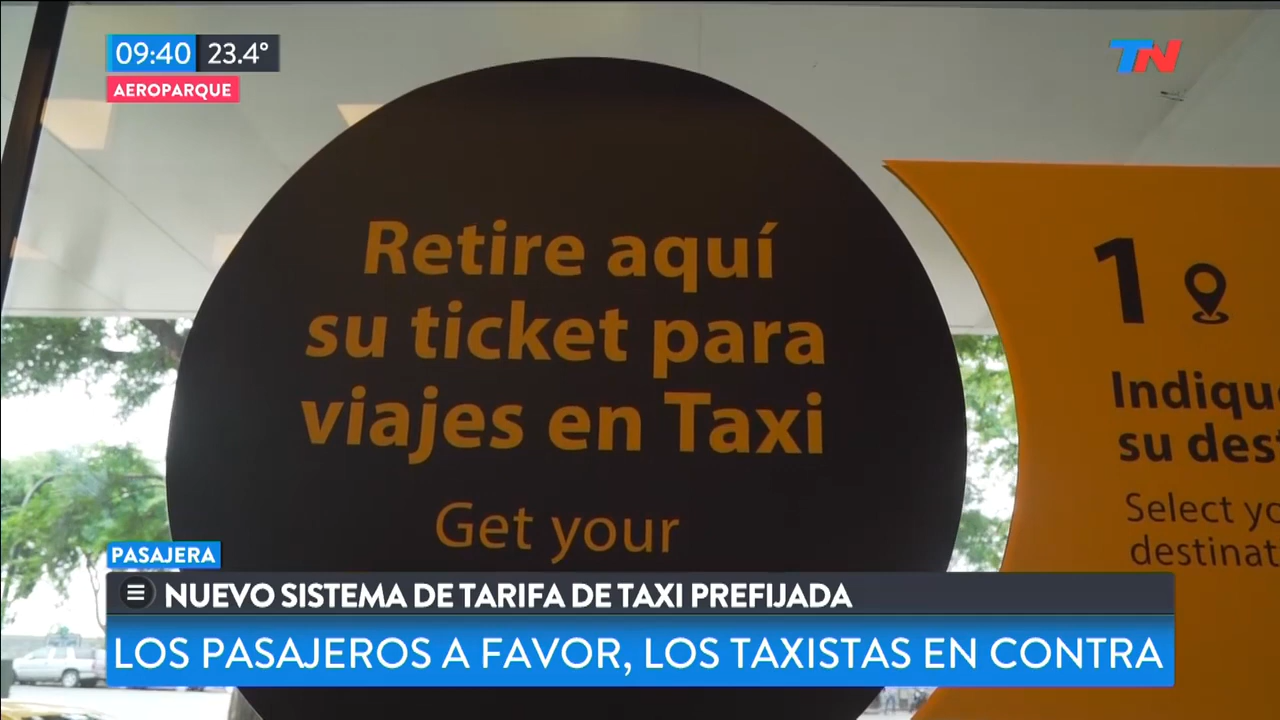 09:40 23.4°
AEROPARQUE
TN
Retire aquí
su ticket para
viajes en Taxi
Get your
1
Indiqu
su des
Select yo
destinat
PASAJERA
NUEVO SISTEMA DE TARIFA DE TAXI PREFIJADA
LOS PASAJEROS A FAVOR, LOS TAXISTAS EN CONTRA